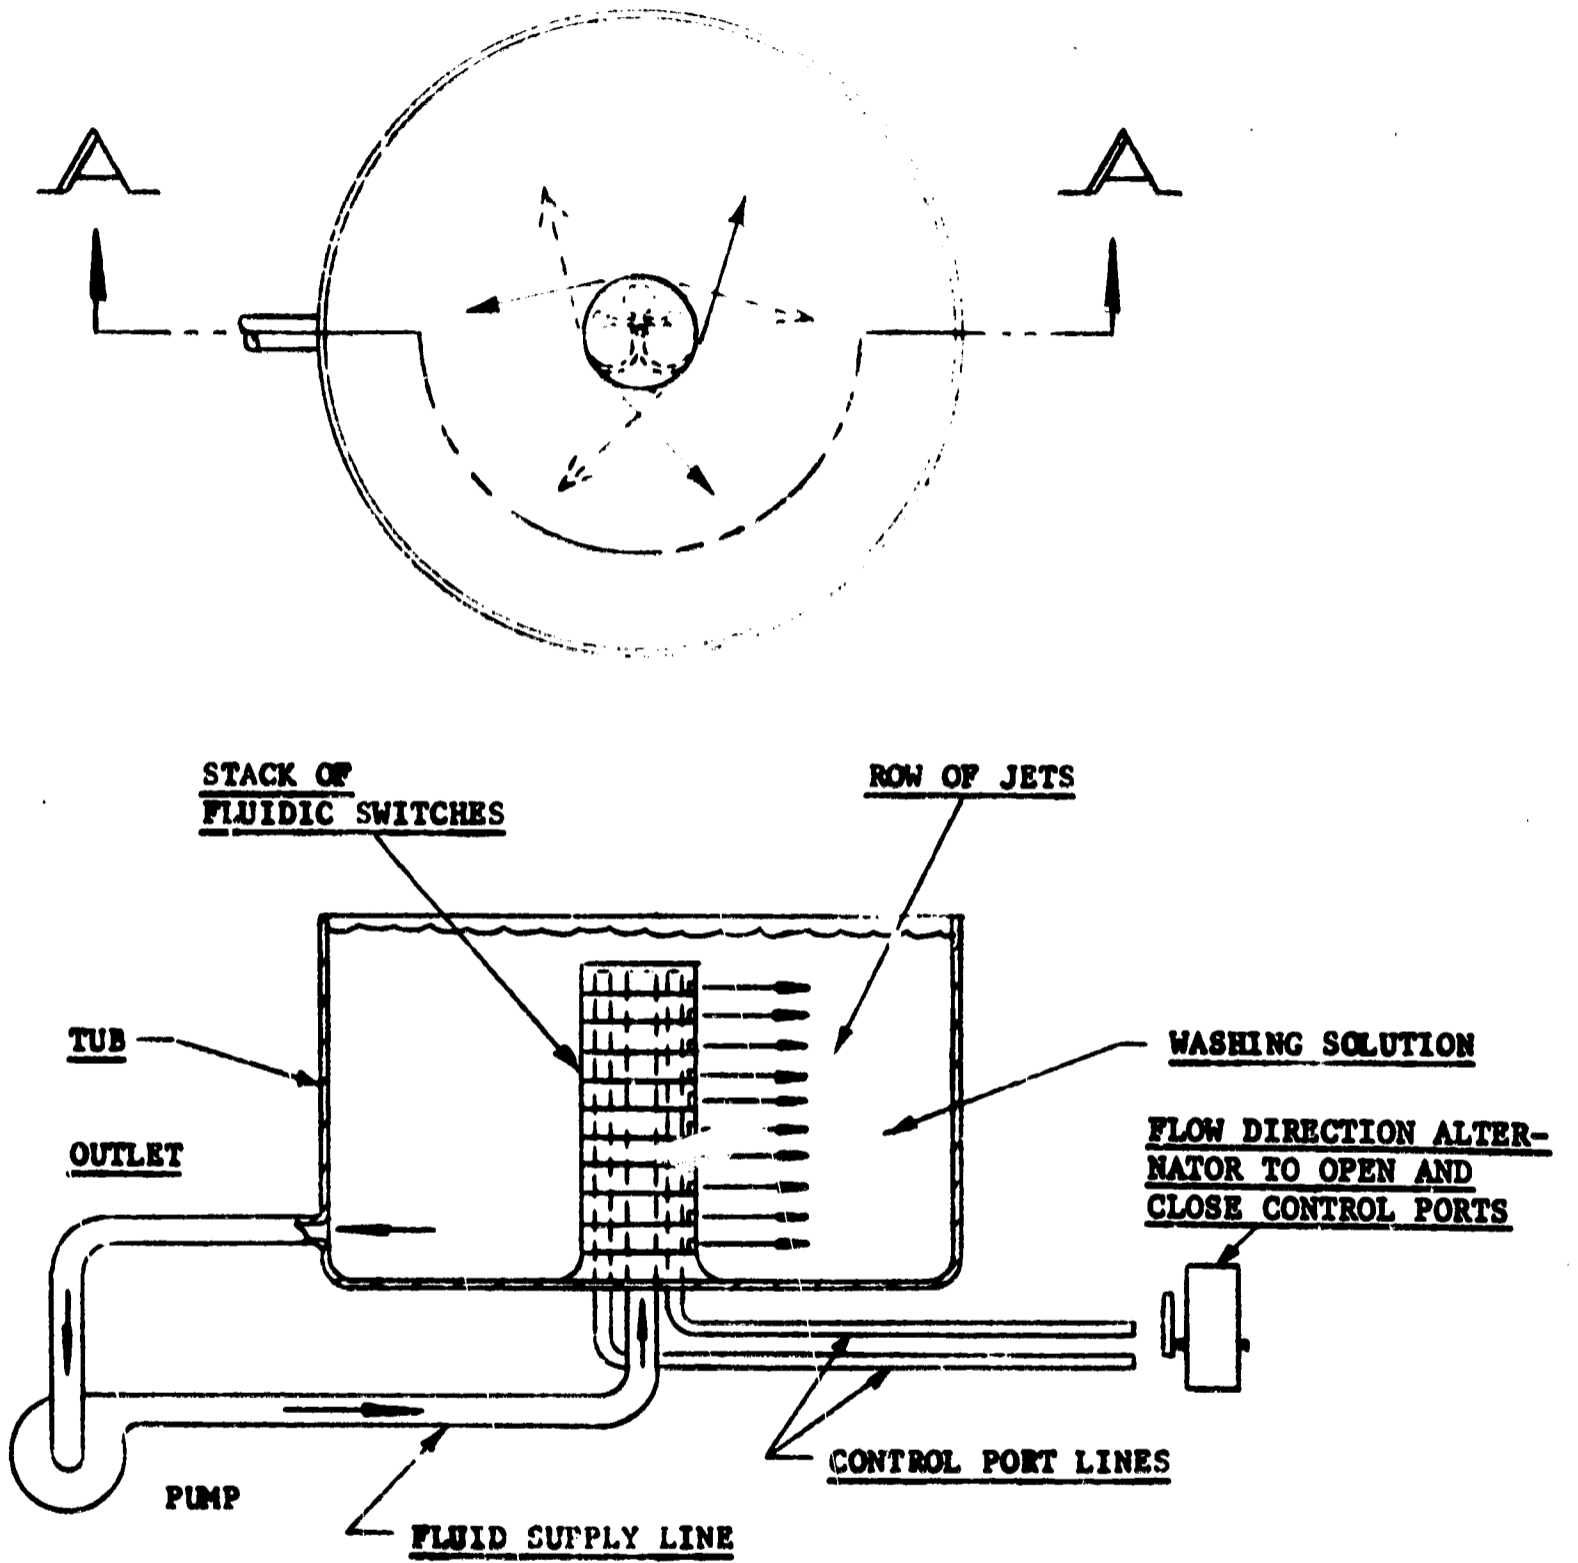 A A
STACK OF
FLUIDIC SWITCHES
ROW OF JETS
TUB
WASHING SOLUTION
OUTLET
FLOW DIRECTION ALTER-
NATOR TO OPEN AND
CLOSE CONTROL PORTS
CONTROL PORT LINES
PUMP
FLUID SUPPLY LINE